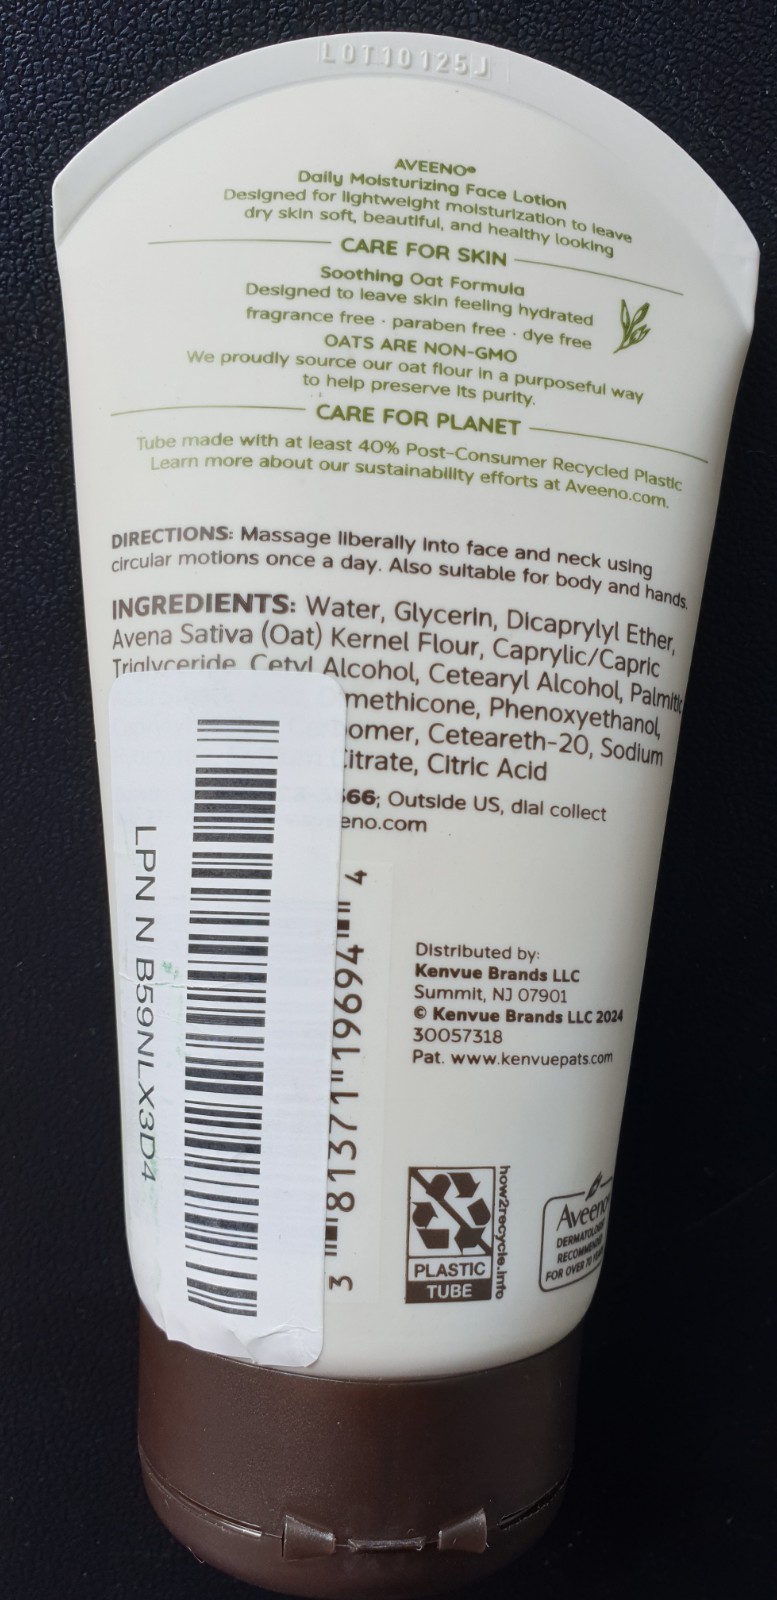 LOT10125J
AVEENO®
Daily Moisturizing Face Lotion
Designed for lightweight moisturization to leave
dry skin soft, beautiful, and healthy looking
CARE FOR SKIN
Soothing Oat Formula
Designed to leave skin feeling hydrated
fragrance free · paraben free · dye free
OATS ARE NON-GMO
We proudly source our oat flour in a purposeful way
to help preserve its purity.
CARE FOR PLANET
Tube made with at least 40% Post-Consumer Recycled Plastic
Learn more about our sustainability efforts at Aveeno.com.
DIRECTIONS: Massage liberally into face and neck using
circular motions once a day. Also suitable for body and hands.
INGREDIENTS: Water, Glycerin, Dicaprylyl Ether,
Avena Sativa (Oat) Kernel Flour, Caprylic/Capric
Triglyceride, Cetyl Alcohol, Cetearyl Alcohol, Palmitic
methicone, Phenoxyethanol,
omer, Ceteareth-20, Sodium
Citrate, Citric Acid
66; Outside US, dial collect
eno.com
LPN N B59NLX3D4
3 81371 19694 4
Distributed by:
Kenvue Brands LLC
Summit, NJ 07901
© Kenvue Brands LLC 2024
30057318
Pat. www.kenvuepats.com
PLASTIC
TUBE
how2recycle.info
Aveeno
DERMATOLOGIST
RECOMMENDED
FOR OVER 70 YEARS